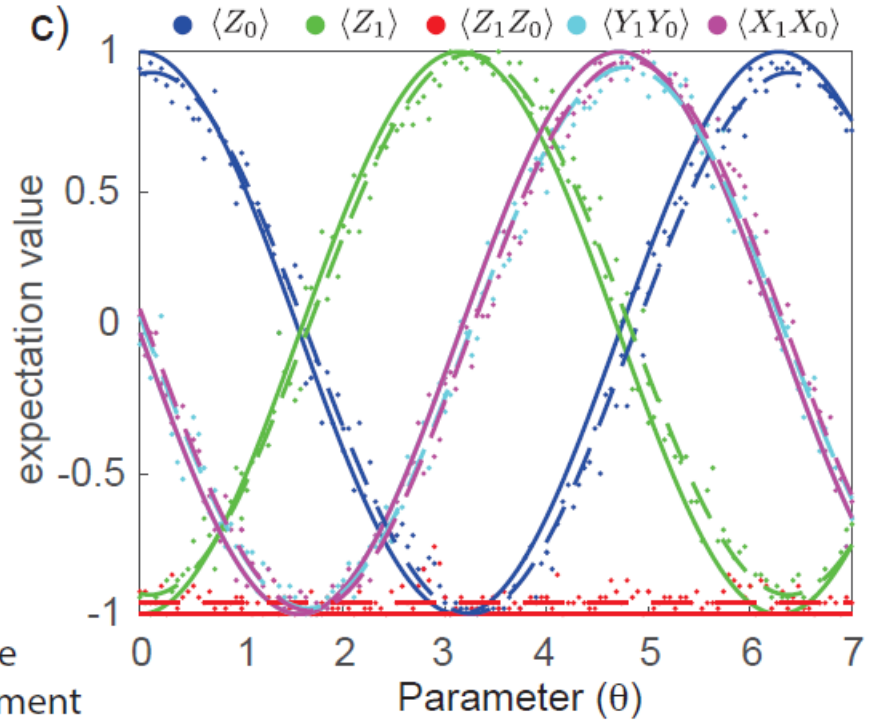 c) ⟨Z₀⟩ ⟨Z₁⟩ ⟨Z₁Z₀⟩ ⟨Y₁Y₀⟩ ⟨X₁X₀⟩
1
0.5
0
-0.5
-1
expectation value
0 1 2 3 4 5 6 7
Parameter (θ)
e
ment